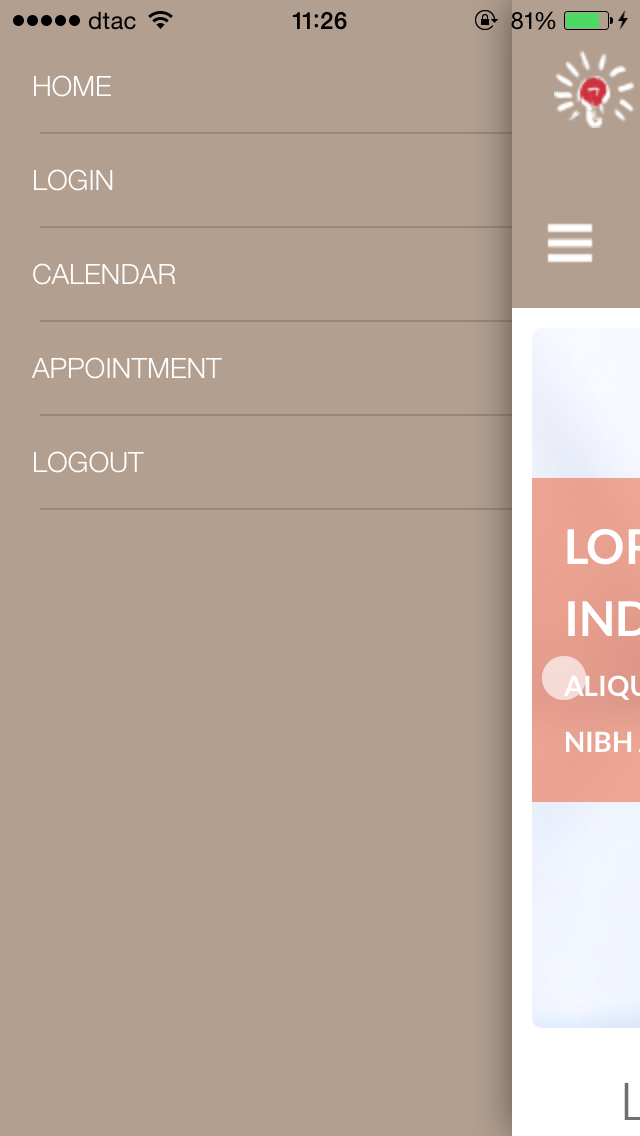 dtac 11:26 81%
HOME
LOGIN
CALENDAR
APPOINTMENT
LOGOUT
LOR
IND
ALIQU
NIBH
L